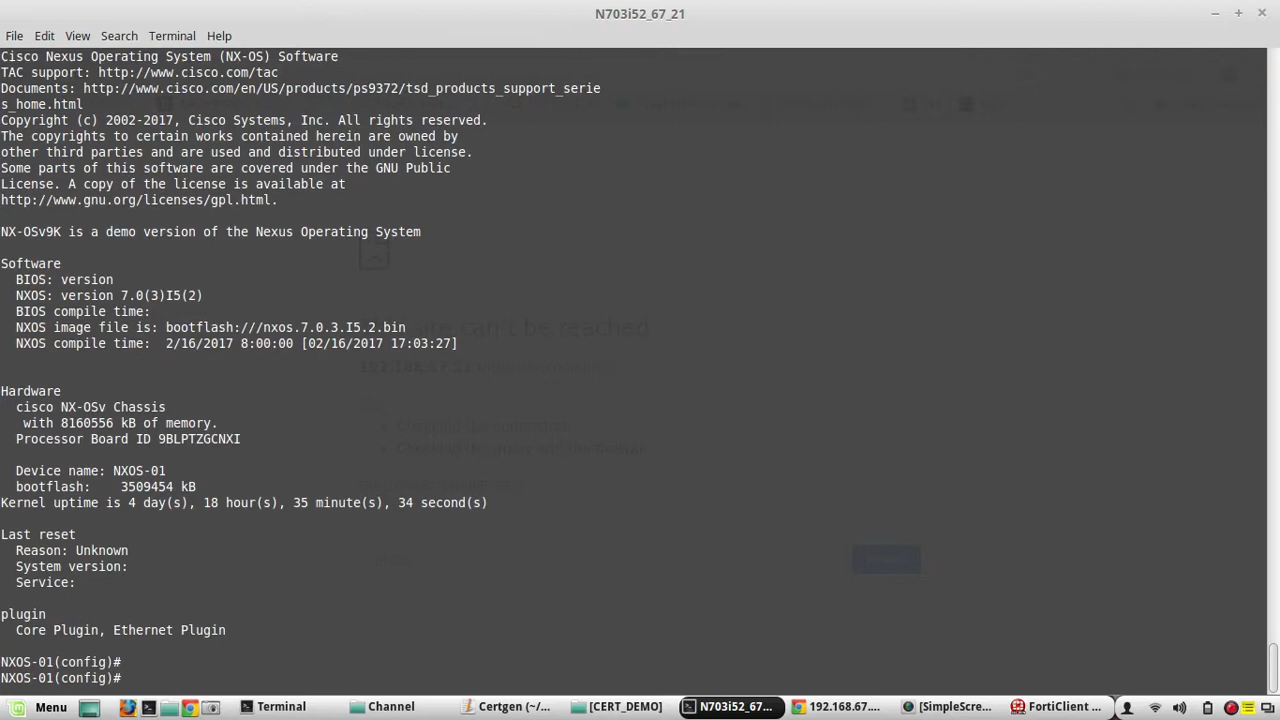 N703i52_67_21
File Edit View Search Terminal Help
Cisco Nexus Operating System (NX-OS) Software
TAC support: http://www.cisco.com/tac
Documents: http://www.cisco.com/en/US/products/ps9372/tsd_products_support_serie
s_home.html
Copyright (c) 2002-2017, Cisco Systems, Inc. All rights reserved.
The copyrights to certain works contained herein are owned by
other third parties and are used and distributed under license.
Some parts of this software are covered under the GNU Public
License. A copy of the license is available at
http://www.gnu.org/licenses/gpl.html.
NX-OSv9K is a demo version of the Nexus Operating System
Software
BIOS: version
NXOS: version 7.0(3)I5(2)
BIOS compile time:
NXOS image file is: bootflash:///nxos.7.0.3.I5.2.bin
can't be reached
NXOS compile time: 2/16/2017 8:00:00 [02/16/2017 17:03:27]
Hardware
cisco NX-OSv Chassis
with 8160556 kB of memory.
Processor Board ID 9BLPTZGCNXI
Device name: NXOS-01
bootflash: 3509454 kB
Kernel uptime is 4 day(s), 18 hour(s), 35 minute(s), 34 second(s)
Last reset
Reason: Unknown
System version:
Service:
plugin
Core Plugin, Ethernet Plugin
NXOS-01(config)#
NXOS-01(config)#
Menu Terminal Channel Certgen (~/... [CERT_DEMO] N703i52_67... 192.168.67.... [SimpleScre... FortiClient ...